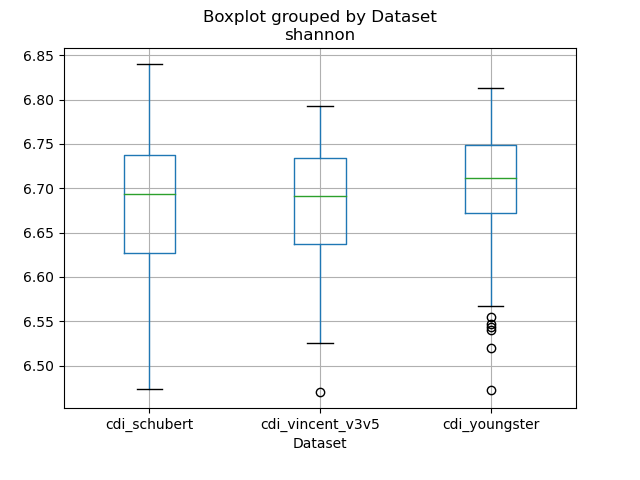 Boxplot grouped by Dataset
shannon
6.85
6.80
6.75
6.70
6.65
6.60
6.55
6.50
cdi_schubert
cdi_vincent_v3v5
cdi_youngster
Dataset